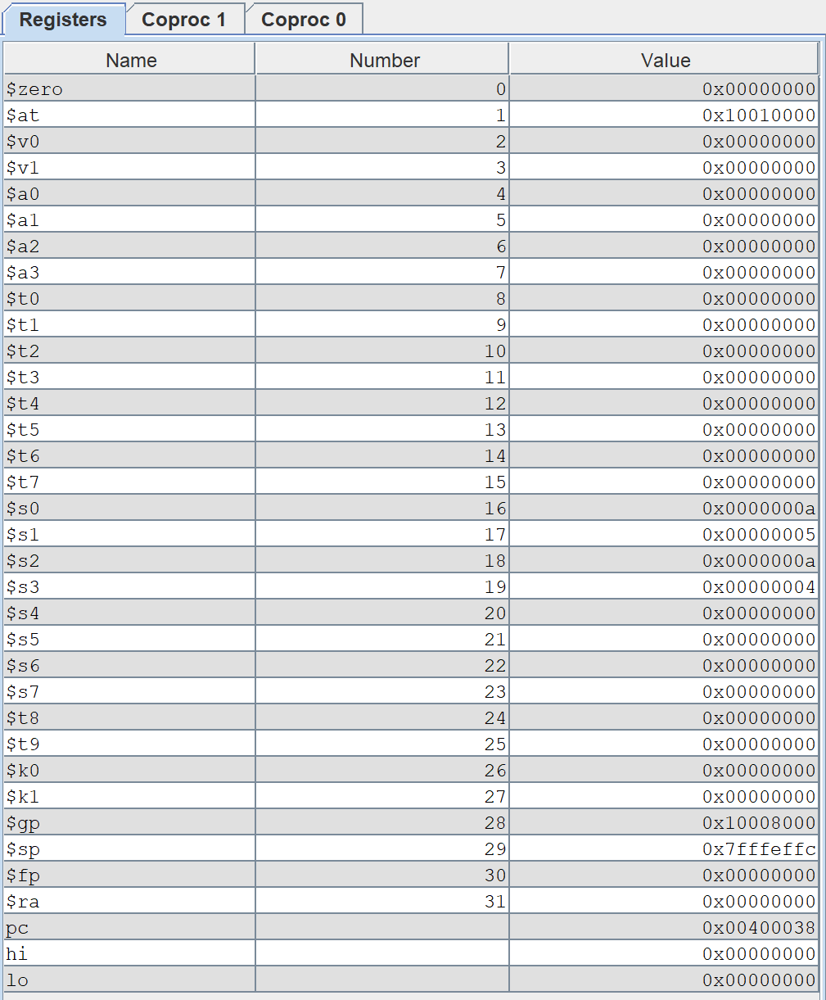 Registers Coproc 1 Coproc 0
Name Number Value
$zero 0 0x00000000
$at 1 0x10010000
$v0 2 0x00000000
$v1 3 0x00000000
$a0 4 0x00000000
$a1 5 0x00000000
$a2 6 0x00000000
$a3 7 0x00000000
$t0 8 0x00000000
$t1 9 0x00000000
$t2 10 0x00000000
$t3 11 0x00000000
$t4 12 0x00000000
$t5 13 0x00000000
$t6 14 0x00000000
$t7 15 0x00000000
$s0 16 0x0000000a
$s1 17 0x00000005
$s2 18 0x0000000a
$s3 19 0x00000004
$s4 20 0x00000000
$s5 21 0x00000000
$s6 22 0x00000000
$s7 23 0x00000000
$t8 24 0x00000000
$t9 25 0x00000000
$k0 26 0x00000000
$k1 27 0x00000000
$gp 28 0x10008000
$sp 29 0x7fffeffc
$fp 30 0x00000000
$ra 31 0x00000000
pc 0x00400038
hi 0x00000000
lo 0x00000000